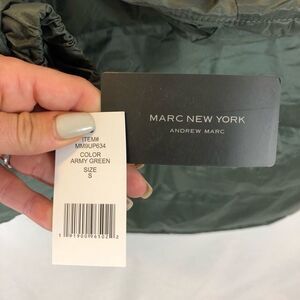 ITEM#
MM9UP634
COLOR
ARMY GREEN
SIZE
S
MARC NEW YORK
ANDREW MARC